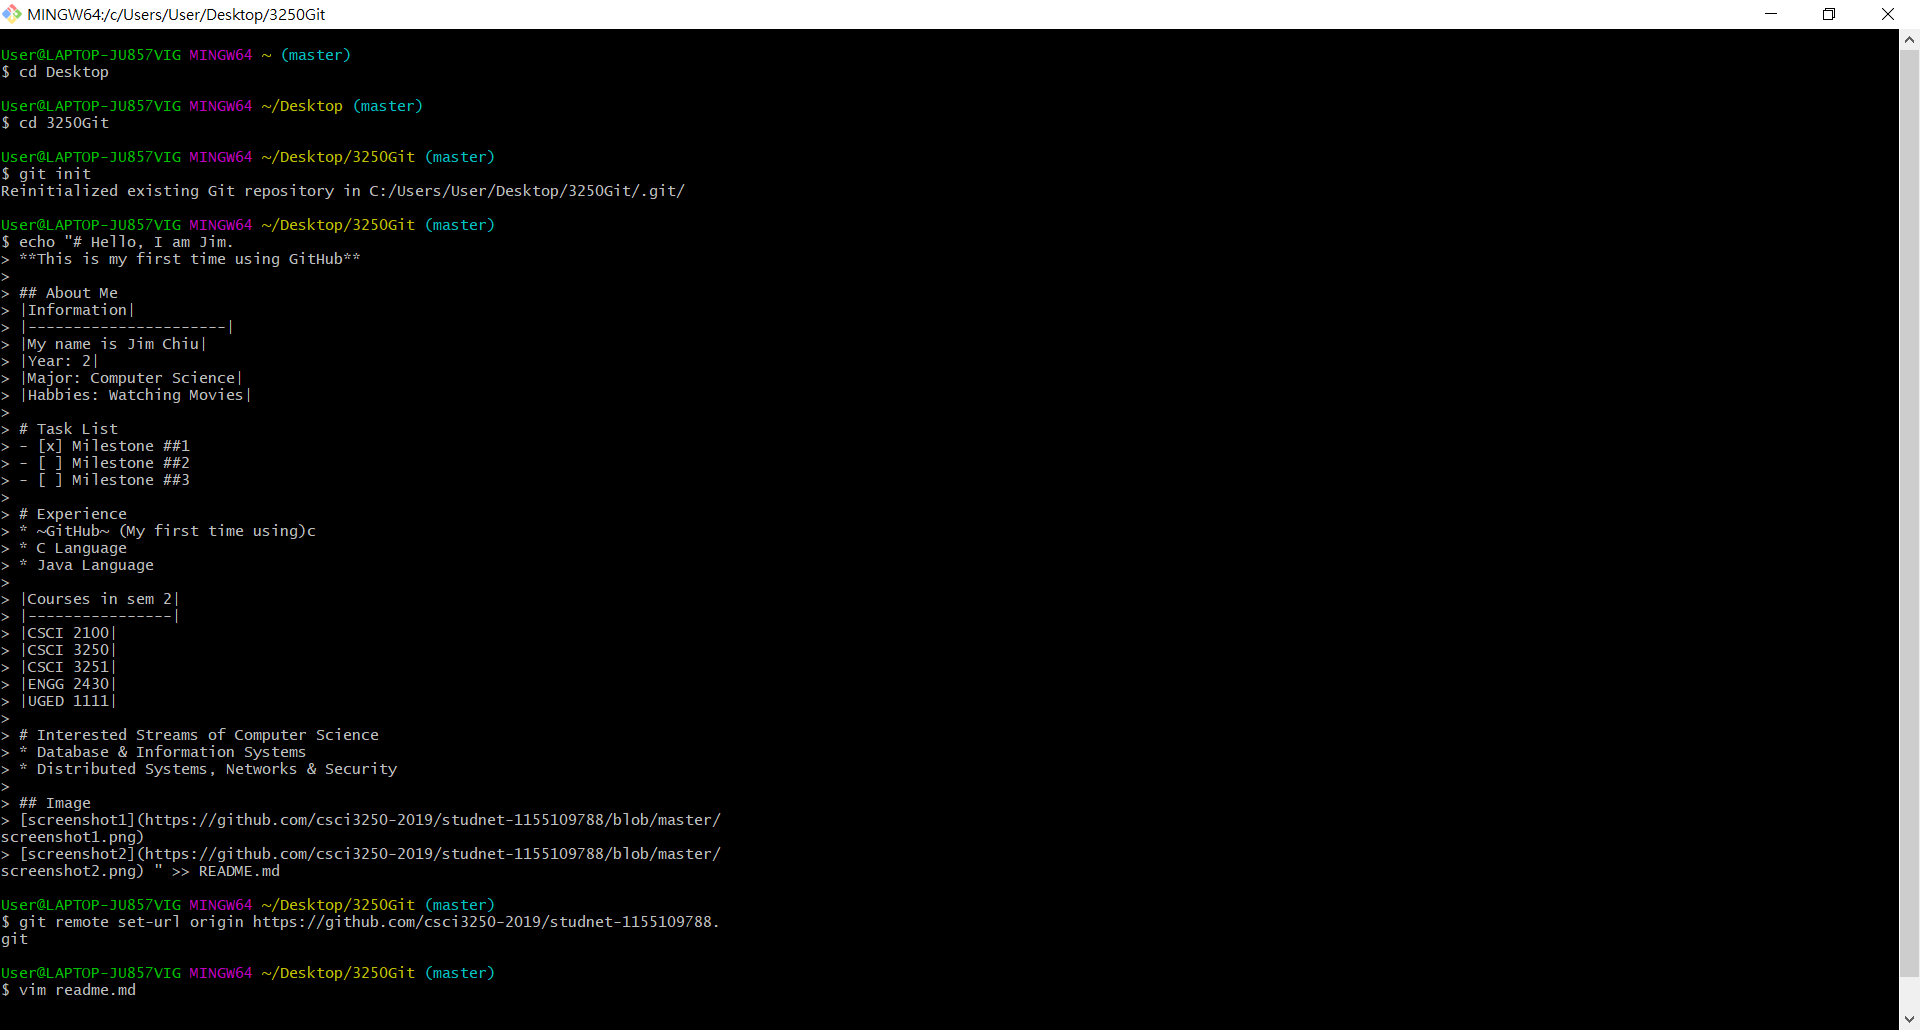 MINGW64:/c/Users/User/Desktop/3250Git
User@LAPTOP-JU857VIG MINGW64 ~ (master)
$ cd Desktop
User@LAPTOP-JU857VIG MINGW64 ~/Desktop (master)
$ cd 3250Git
User@LAPTOP-JU857VIG MINGW64 ~/Desktop/3250Git (master)
$ git init
Reinitialized existing Git repository in C:/Users/User/Desktop/3250Git/.git/
User@LAPTOP-JU857VIG MINGW64 ~/Desktop/3250Git (master)
$ echo "# Hello, I am Jim.
> **This is my first time using GitHub**
>
> ## About Me
> |Information|
> |----------------------|
> |My name is Jim Chiu|
> |Year: 2|
> |Major: Computer Science|
> |Habbies: Watching Movies|
>
> # Task List
> - [x] Milestone ##1
> - [ ] Milestone ##2
> - [ ] Milestone ##3
>
> # Experience
> * ~GitHub~ (My first time using)c
> * C Language
> * Java Language
>
> |Courses in sem 2|
> |----------------|
> |CSCI 2100|
> |CSCI 3250|
> |CSCI 3251|
> |ENGG 2430|
> |UGED 1111|
>
> # Interested Streams of Computer Science
> * Database & Information Systems
> * Distributed Systems, Networks & Security
>
> ## Image
> [screenshot1](https://github.com/csci3250-2019/studnet-1155109788/blob/master/
screenshot1.png)
> [screenshot2](https://github.com/csci3250-2019/studnet-1155109788/blob/master/
screenshot2.png) " >> README.md
User@LAPTOP-JU857VIG MINGW64 ~/Desktop/3250Git (master)
$ git remote set-url origin https://github.com/csci3250-2019/studnet-1155109788.
git
User@LAPTOP-JU857VIG MINGW64 ~/Desktop/3250Git (master)
$ vim readme.md